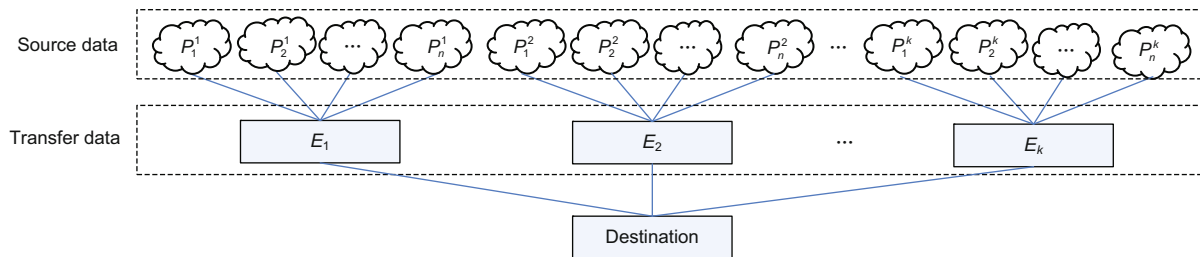 Source data P₁¹ P₂¹ ... Pₙ¹ P₁² P₂² ... Pₙ² ... P₁ᵏ P₂ᵏ ... Pₙᵏ
Transfer data E₁ E₂ ... Eₖ
Destination